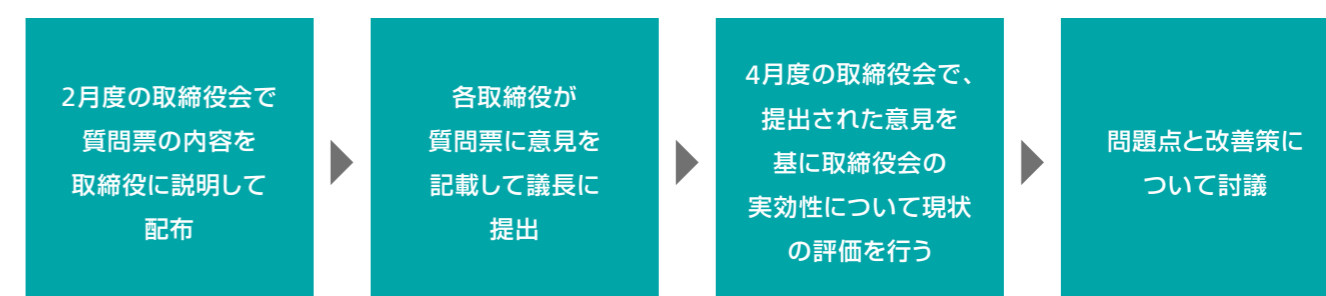 2月度の取締役会で
質問票の内容を
取締役に説明して
配布
各取締役が
質問票に意見を
記載して議長に
提出
4月度の取締役会で、
提出された意見を
基に取締役会の
実効性について現状
の評価を行う
問題点と改善策に
ついて討議